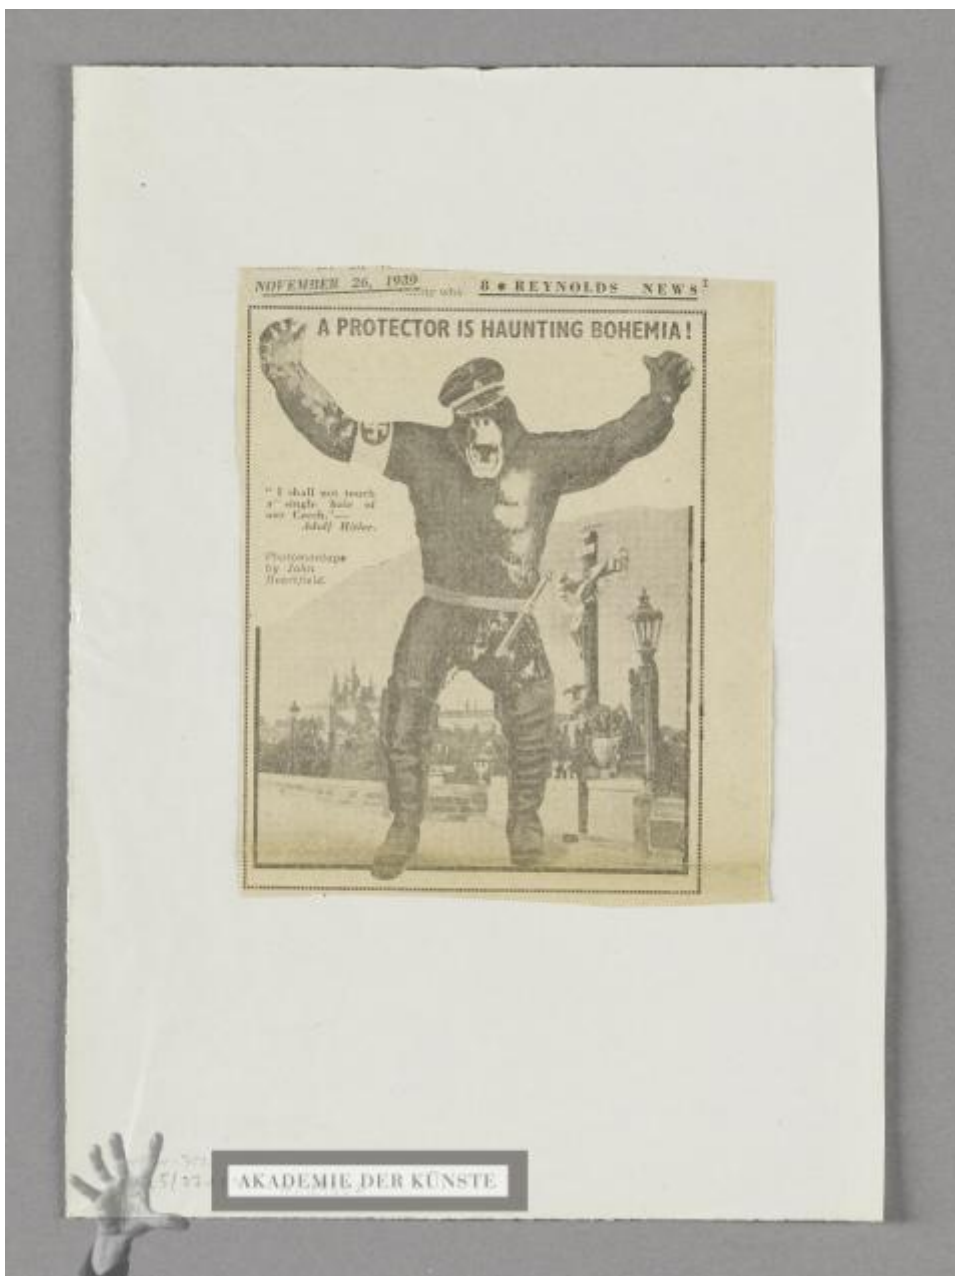 NOVEMBER 26, 1939
8 • REYNOLDS NEWS
A PROTECTOR IS HAUNTING BOHEMIA!
"I shall not touch
a single hair of
one Czech."—
Adolf Hitler.
Photomontage
by John
Heartfield.
AKADEMIE DER KÜNSTE